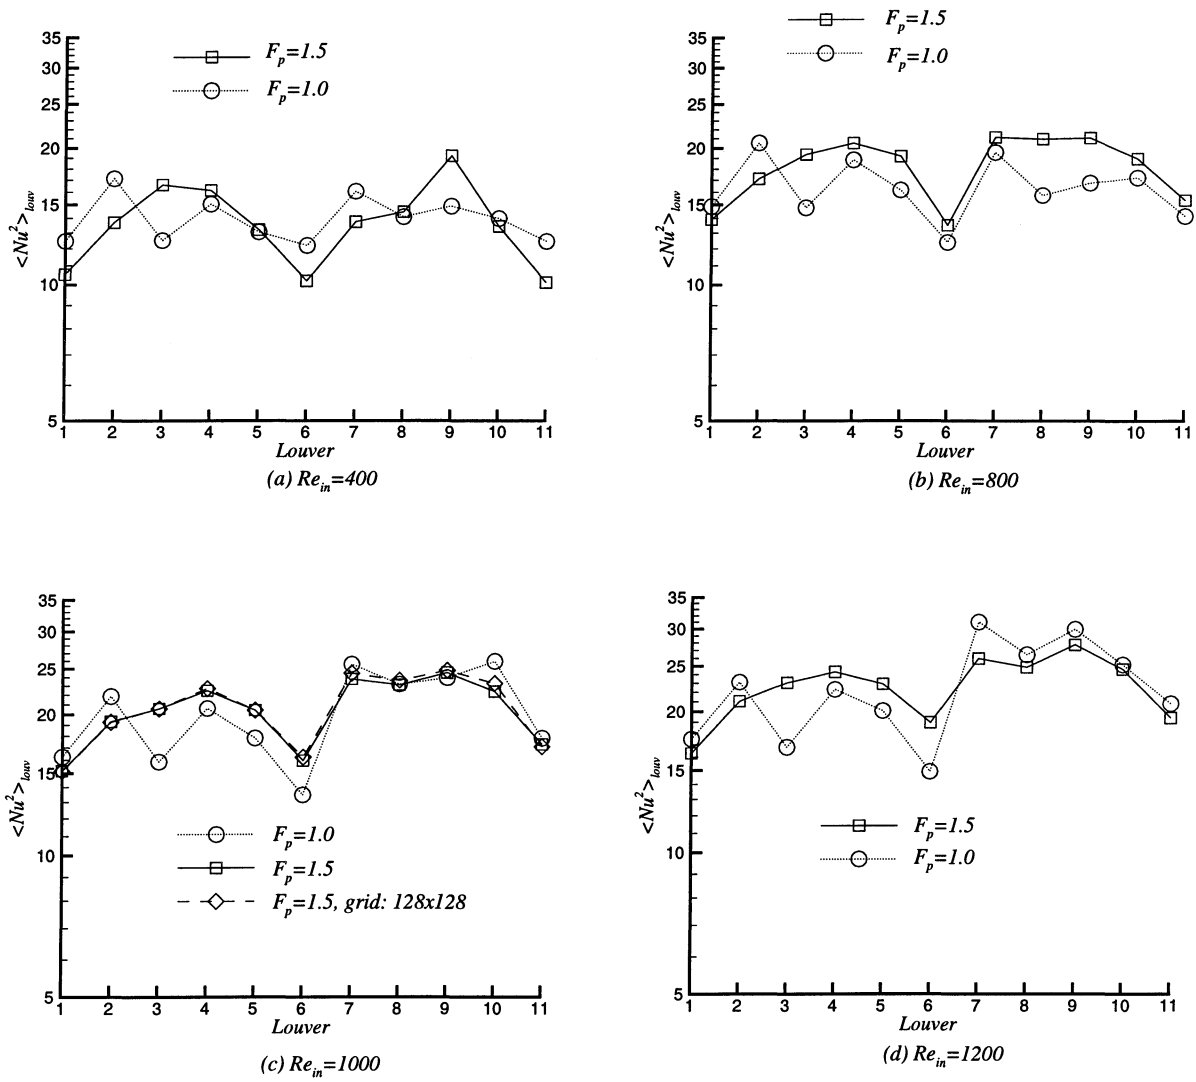 F_p=1.5
F_p=1.0
35
30
25
20
15
10
5
<Nu^2>_louv
1 2 3 4 5 6 7 8 9 10 11
Louver
(a) Re_in=400
F_p=1.5
F_p=1.0
35
30
25
20
15
10
5
<Nu^2>_louv
1 2 3 4 5 6 7 8 9 10 11
Louver
(b) Re_in=800
35
30
25
20
15
10
5
<Nu^2>_louv
F_p=1.0
F_p=1.5
F_p=1.5, grid: 128x128
1 2 3 4 5 6 7 8 9 10 11
Louver
(c) Re_in=1000
35
30
25
20
15
10
5
<Nu^2>_louv
F_p=1.5
F_p=1.0
1 2 3 4 5 6 7 8 9 10 11
Louver
(d) Re_in=1200